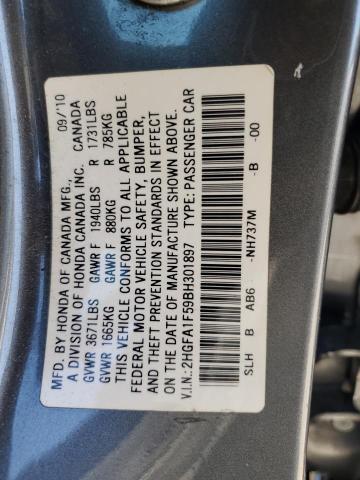 MFD. BY HONDA OF CANADA MFG., 09/'10
A DIVISION OF HONDA CANADA INC. CANADA
GVWR 3671LBS GAWR F 1940LBS R 1731LBS
GVWR 1665KG GAWR F 880KG R 785KG
THIS VEHICLE CONFORMS TO ALL APPLICABLE
FEDERAL MOTOR VEHICLE SAFETY, BUMPER,
AND THEFT PREVENTION STANDARDS IN EFFECT
ON THE DATE OF MANUFACTURE SHOWN ABOVE.
V.I.N.: 2HGFA1F59BH301897 TYPE: PASSENGER CAR
SLH B AB6 -NH737M -B -00